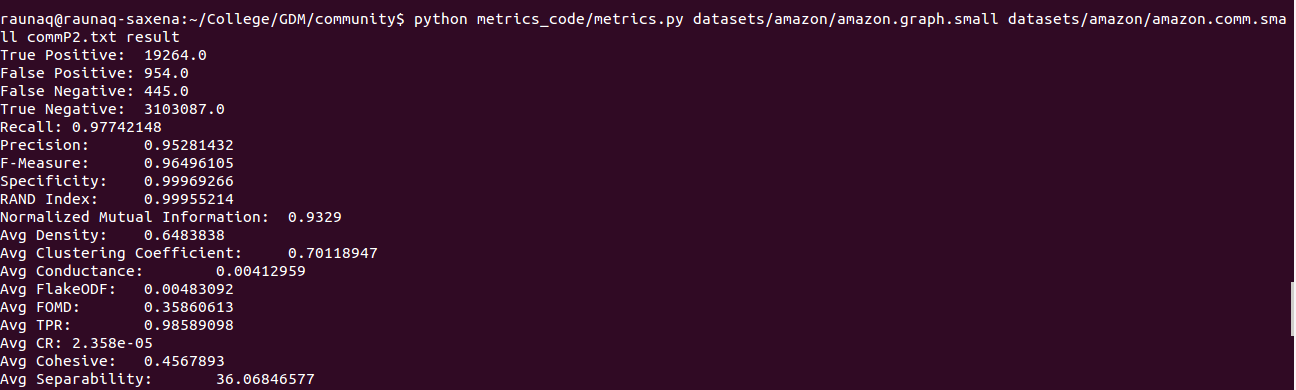 raunaq@raunaq-saxena:~/College/GDM/community$ python metrics_code/metrics.py datasets/amazon/amazon.graph.small datasets/amazon/amazon.comm.sma
ll commP2.txt result
True Positive:  19264.0
False Positive: 954.0
False Negative: 445.0
True Negative:  3103087.0
Recall: 0.97742148
Precision:      0.95281432
F-Measure:      0.96496105
Specificity:    0.99969266
RAND Index:     0.99955214
Normalized Mutual Information:  0.9329
Avg Density:    0.6483838
Avg Clustering Coefficient:     0.70118947
Avg Conductance:        0.00412959
Avg FlakeODF:   0.00483092
Avg FOMD:       0.35860613
Avg TPR:        0.98589098
Avg CR: 2.358e-05
Avg Cohesive:   0.4567893
Avg Separability:       36.06846577